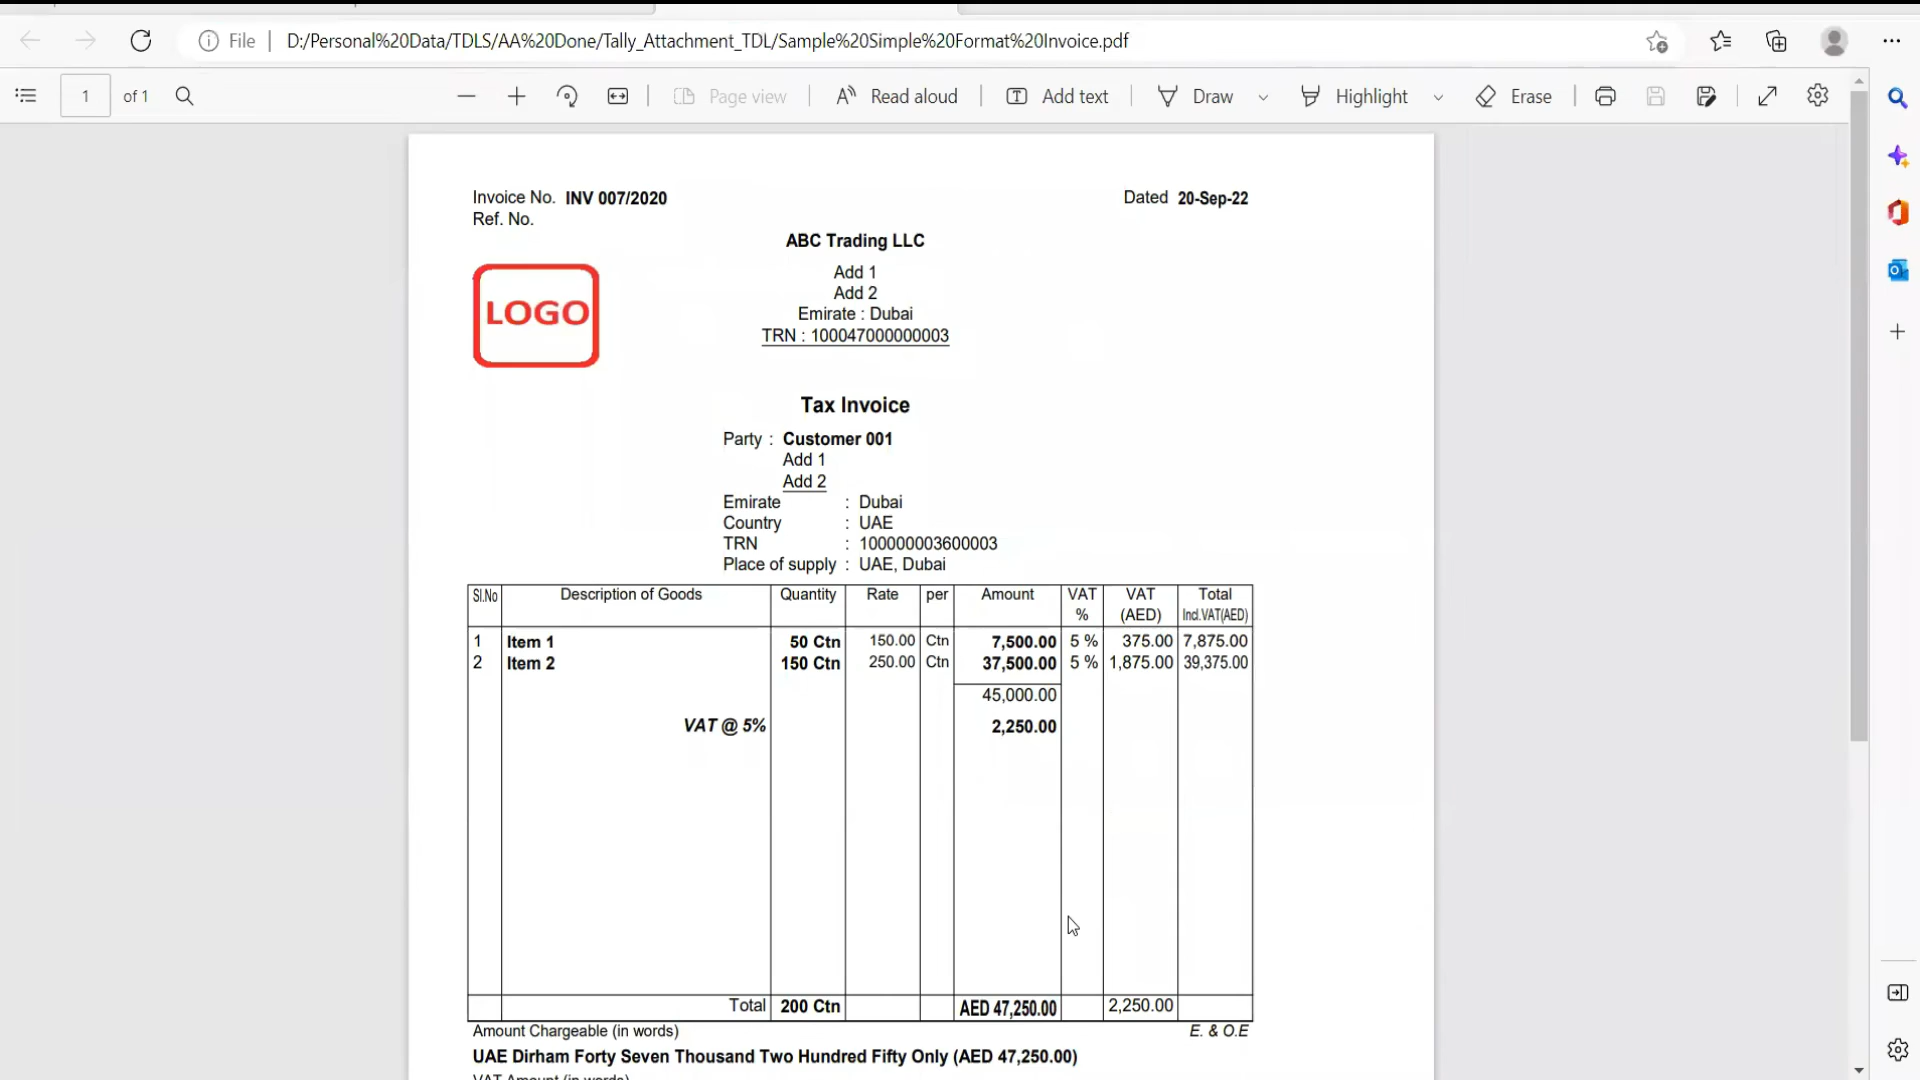 File D:/Personal%20Data/TDLS/AA%20Done/Tally_Attachment_TDL/Sample%20Simple%20Format%20Invoice.pdf
1 of 1 Page view Read aloud Add text Draw Highlight Erase
Invoice No. INV 007/2020 Dated 20-Sep-22
Ref. No.
ABC Trading LLC
LOGO
Add 1
Add 2
Emirate : Dubai
TRN : 100047000000003
Tax Invoice
Party : Customer 001
Add 1
Add 2
Emirate : Dubai
Country : UAE
TRN : 100000003600003
Place of supply : UAE, Dubai
Sl.No Description of Goods Quantity Rate per Amount VAT VAT Total
% (AED) Incl.VAT(AED)
1 Item 1 50 Ctn 150.00 Ctn 7,500.00 5 % 375.00 7,875.00
2 Item 2 150 Ctn 250.00 Ctn 37,500.00 5 % 1,875.00 39,375.00
45,000.00
VAT @ 5% 2,250.00
Total 200 Ctn AED 47,250.00 2,250.00
Amount Chargeable (in words) E. & O.E
UAE Dirham Forty Seven Thousand Two Hundred Fifty Only (AED 47,250.00)
VAT Amount (in words)